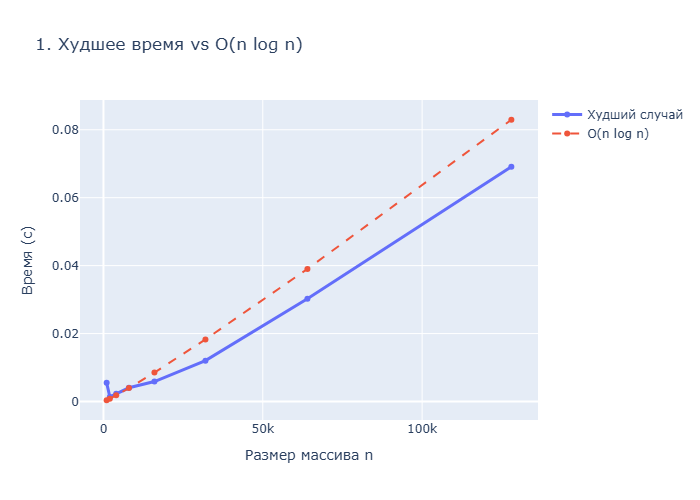 1. Худшее время vs O(n log n)
Худший случай
O(n log n)
0.08
0.06
0.04
0.02
0
Время (с)
0
50k
100k
Размер массива n